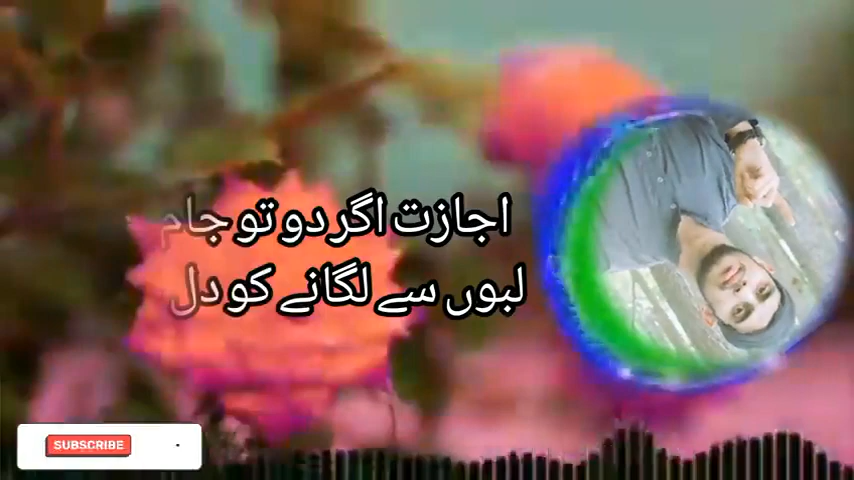 اجازت اگر دو تو جام
لبوں سے لگانے کو دل
SUBSCRIBE